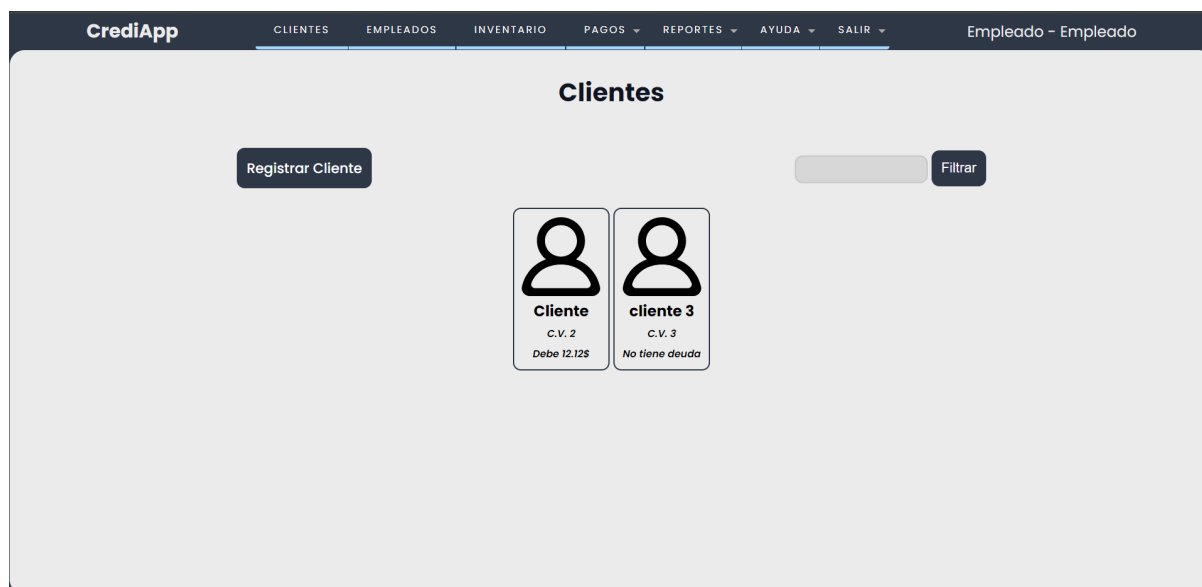 CrediApp CLIENTES EMPLEADOS INVENTARIO PAGOS REPORTES AYUDA SALIR Empleado - Empleado
Clientes
Registrar Cliente Filtrar
Cliente cliente 3
C.V. 2 C.V. 3
Debe 12.12$ No tiene deuda